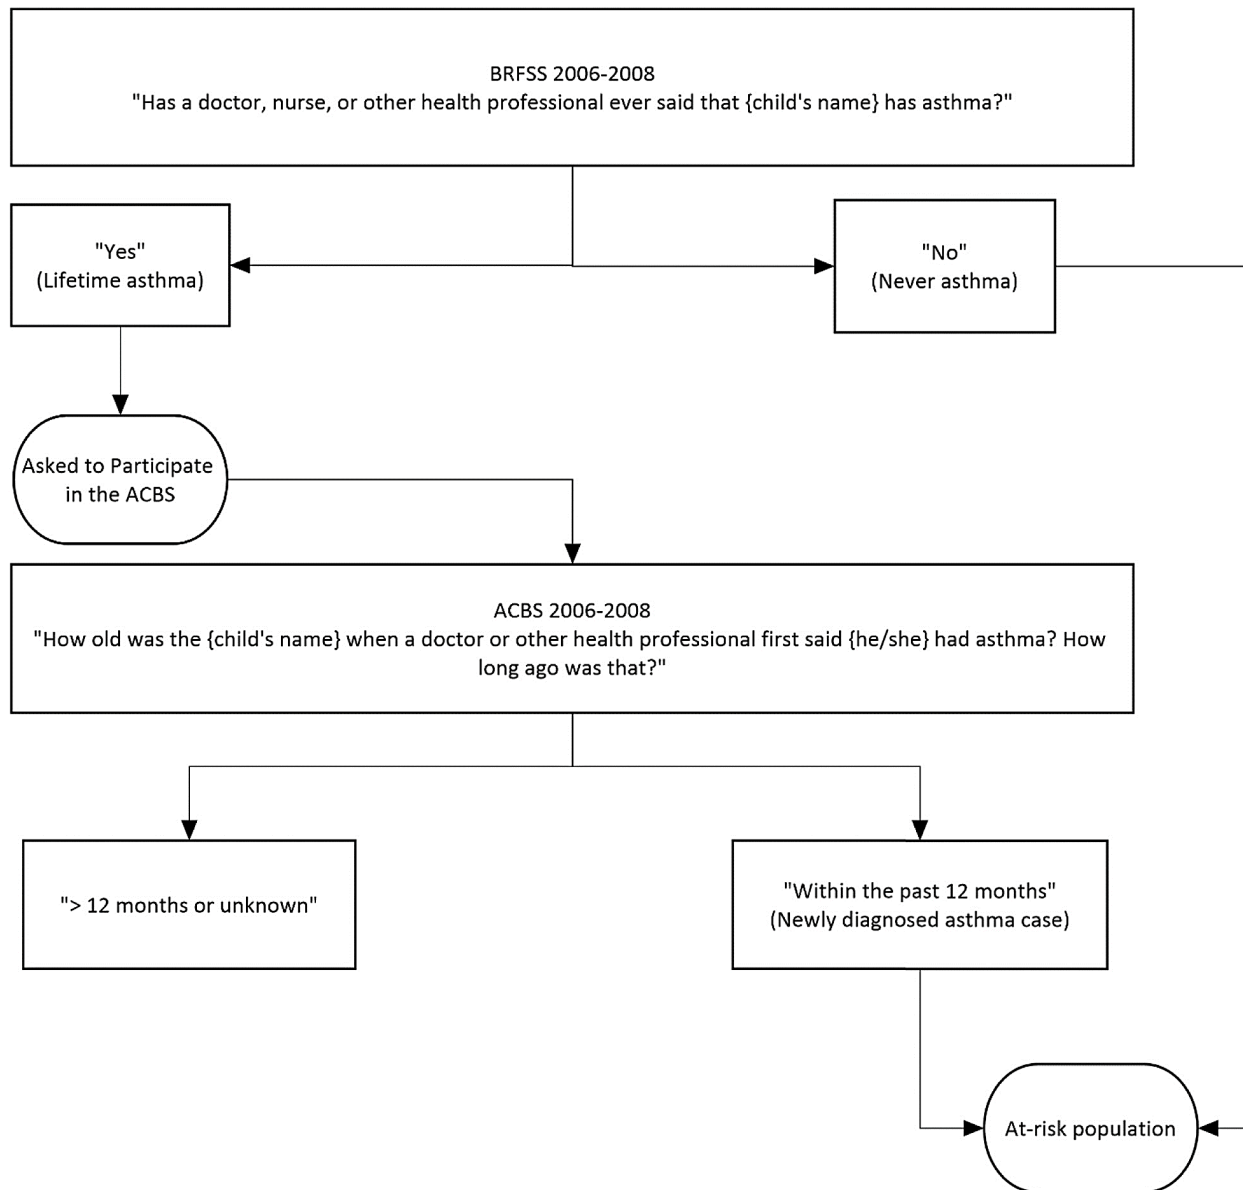 BRFSS 2006-2008
"Has a doctor, nurse, or other health professional ever said that {child's name} has asthma?"
"Yes"
(Lifetime asthma)
"No"
(Never asthma)
Asked to Participate
in the ACBS
ACBS 2006-2008
"How old was the {child's name} when a doctor or other health professional first said {he/she} had asthma? How
long ago was that?"
"> 12 months or unknown"
"Within the past 12 months"
(Newly diagnosed asthma case)
At-risk population